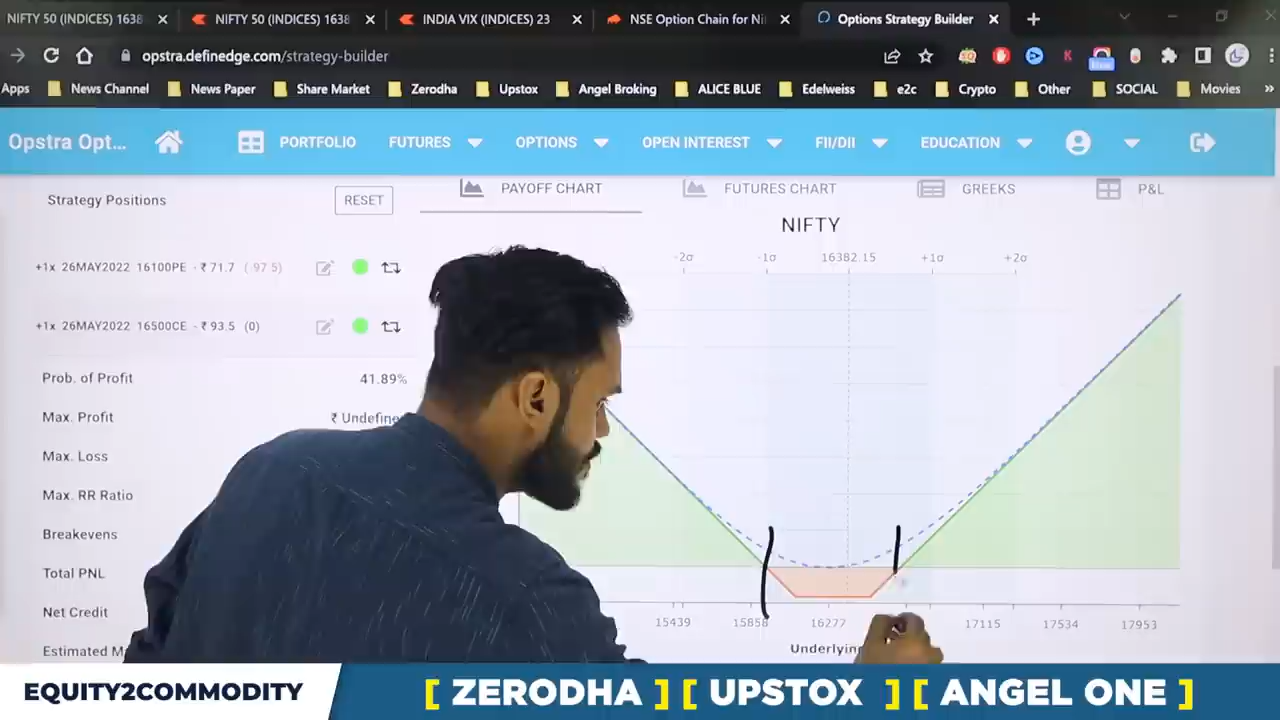 NIFTY 50 (INDICES) 1638
NIFTY 50 (INDICES) 1638
INDIA VIX (INDICES) 23
NSE Option Chain for Ni
Options Strategy Builder
opstra.definedge.com/strategy-builder
Apps
News Channel
News Paper
Share Market
Zerodha
Upstox
Angel Broking
ALICE BLUE
Edelweiss
e2c
Crypto
Other
SOCIAL
Movies
Opstra Opt...
PORTFOLIO
FUTURES
OPTIONS
OPEN INTEREST
FII/DII
EDUCATION
Strategy Positions
RESET
PAYOFF CHART
FUTURES CHART
GREEKS
P&L
NIFTY
-2σ
-1σ
16382.15
+1σ
+2σ
+1x 26MAY2022 16100PE - ₹ 71.7 ( 97.5)
+1x 26MAY2022 16500CE - ₹ 93.5 (0)
Prob. of Profit
41.89%
Max. Profit
₹ Undefine
Max. Loss
Max. RR Ratio
Breakevens
Total PNL
Net Credit
Estimated M
15439
15858
16277
17115
17534
17953
Underlying
EQUITY2COMMODITY
[ ZERODHA ] [ UPSTOX ] [ ANGEL ONE ]